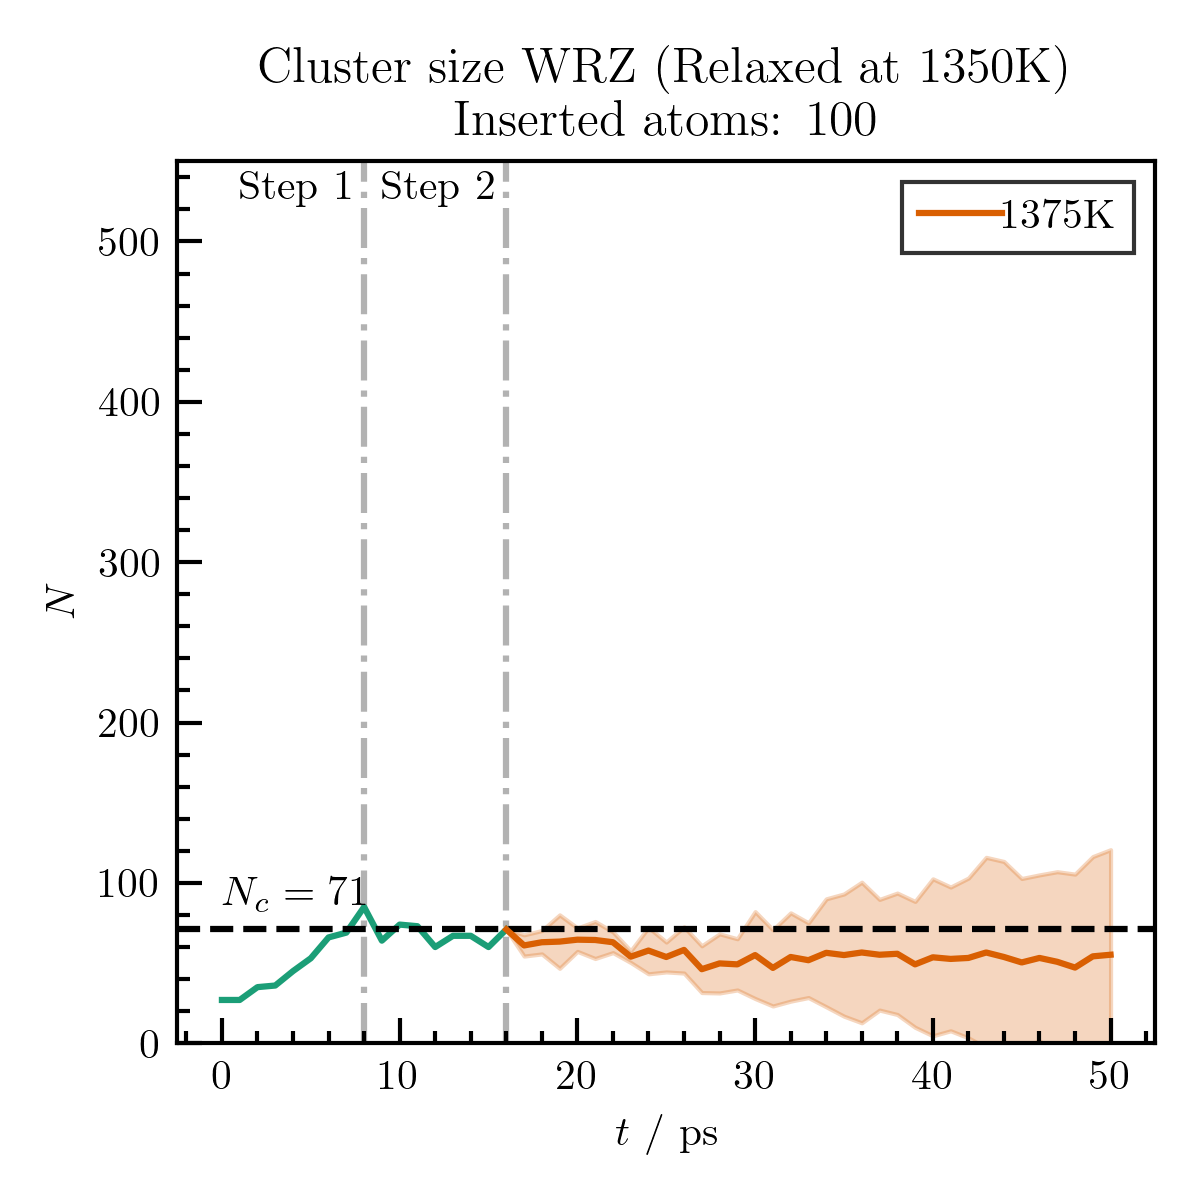 Cluster size WRZ (Relaxed at 1350K)
Inserted atoms: 100
Step 1
Step 2
1375K
500
400
300
200
100
0
N
N_c = 71
0 10 20 30 40 50
t / ps